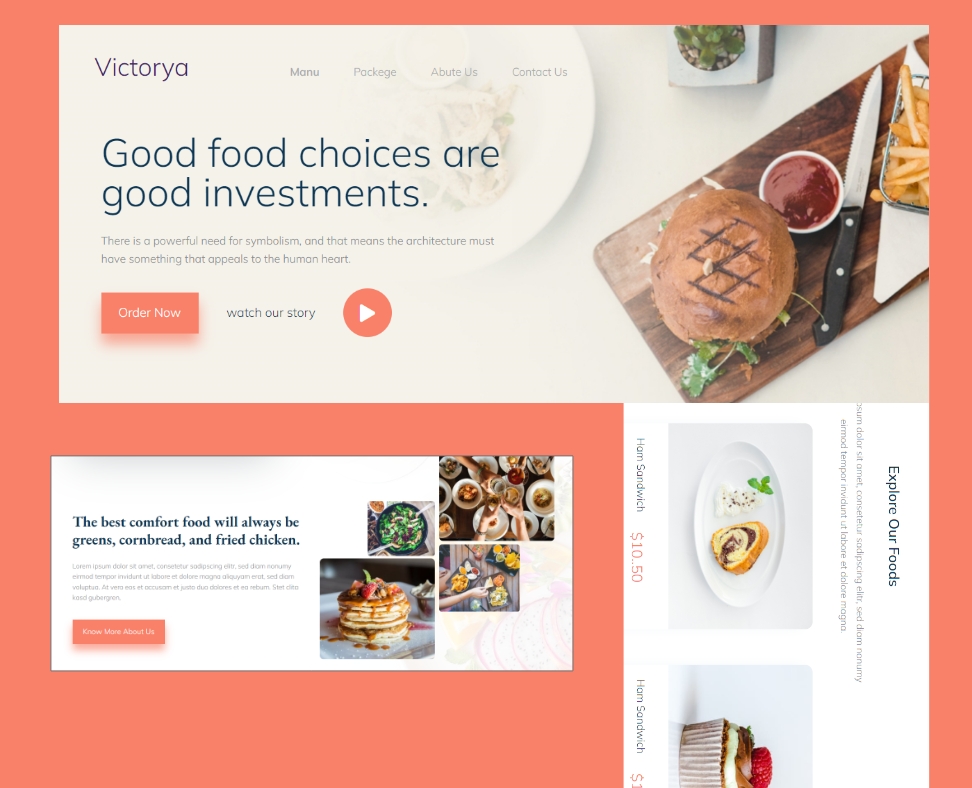 Victorya
Manu Packege Abute Us Contact Us
Good food choices are
good investments.
There is a powerful need for symbolism, and that means the architecture must
have something that appeals to the human heart.
Order Now watch our story
The best comfort food will always be
greens, cornbread, and fried chicken.
Lorem ipsum dolor sit amet, consetetur sadipscing elitr, sed diam nonumy
eirmod tempor invidunt ut labore et dolore magna aliquyam erat, sed diam
voluptua. At vero eos et accusam et justo duo dolores et ea rebum. Stet clita
kasd gubergren.
Know More About Us
Explore Our Foods
dolor sit amet, consetetur sadipscing elitr, sed diam nonumy
eirmod tempor invidunt ut labore et dolore magna.
Ham Sandwich $10.50
Ham Sandwich